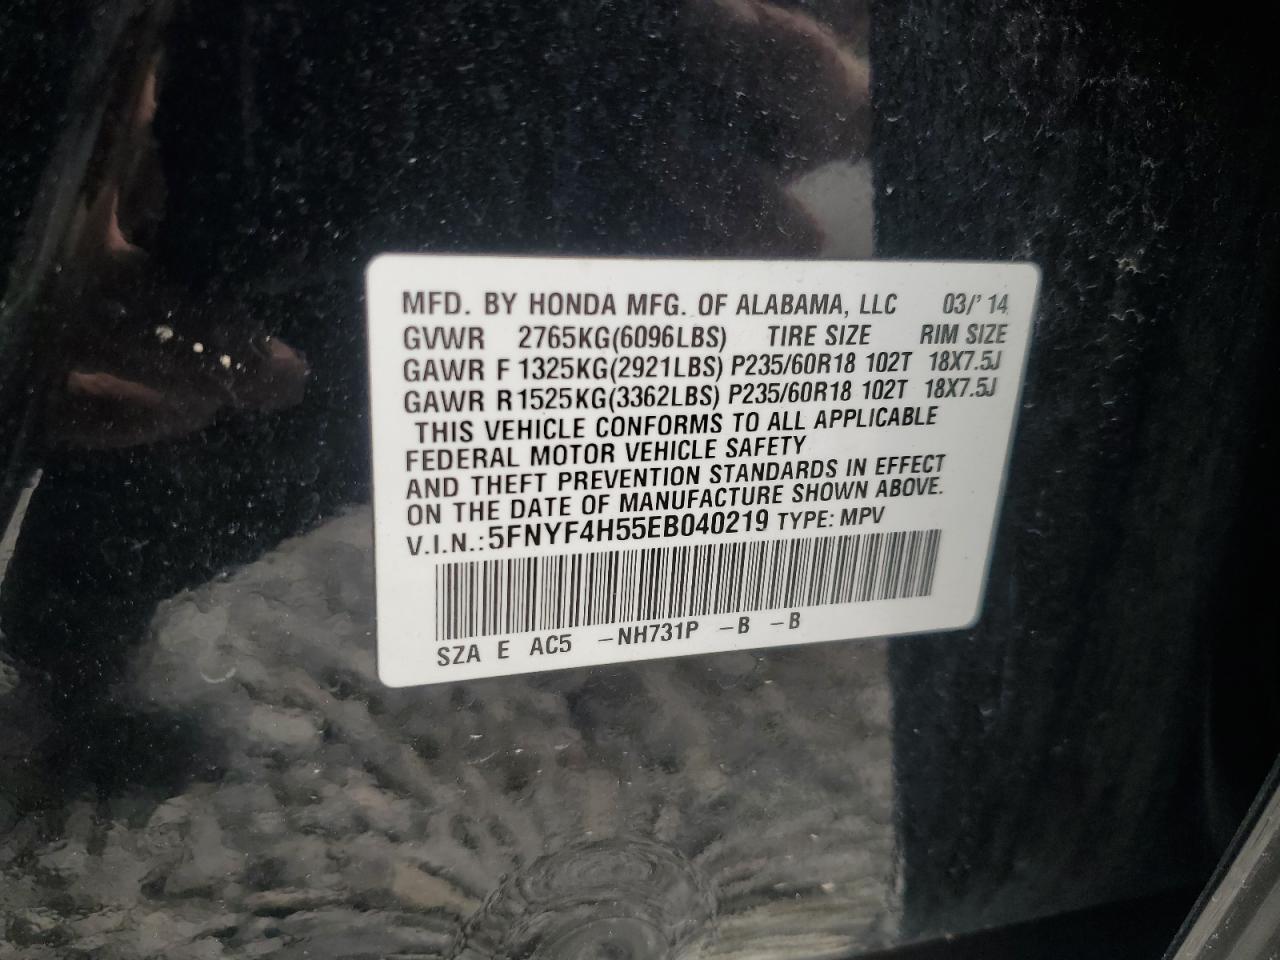 MFD. BY HONDA MFG. OF ALABAMA, LLC 03/'14
GVWR 2765KG(6096LBS) TIRE SIZE RIM SIZE
GAWR F 1325KG(2921LBS) P235/60R18 102T 18X7.5J
GAWR R 1525KG(3362LBS) P235/60R18 102T 18X7.5J
THIS VEHICLE CONFORMS TO ALL APPLICABLE
FEDERAL MOTOR VEHICLE SAFETY
AND THEFT PREVENTION STANDARDS IN EFFECT
ON THE DATE OF MANUFACTURE SHOWN ABOVE.
V.I.N.: 5FNYF4H55EB040219 TYPE: MPV
SZA E AC5 -NH731P -B -B